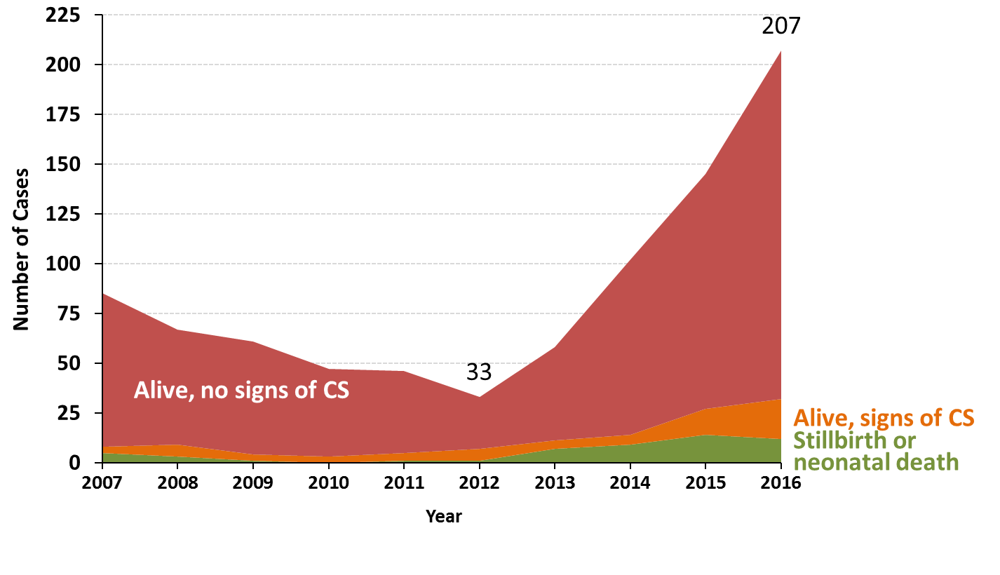 225
207
200
175
150
125
100
75
50
25
0
Number of Cases
33
Alive, no signs of CS
Alive, signs of CS
Stillbirth or
neonatal death
2007 2008 2009 2010 2011 2012 2013 2014 2015 2016
Year